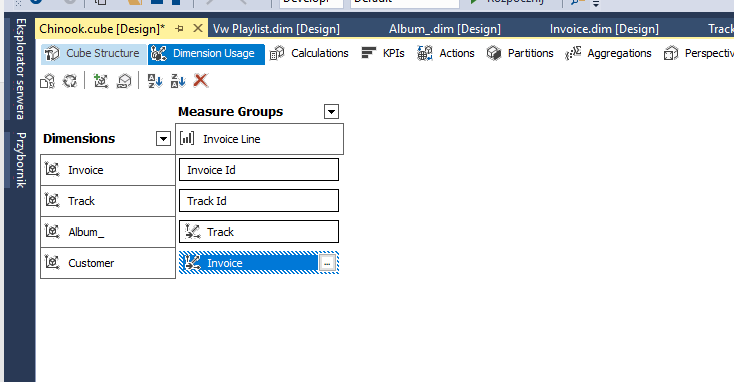 Chinook.cube [Design]* Vw Playlist.dim [Design] Album_.dim [Design] Invoice.dim [Design] Track
Cube Structure Dimension Usage Calculations KPIs Actions Partitions Aggregations Perspectiv
Eksplorator serwera
Przybornik
Measure Groups
Dimensions Invoice Line
Invoice Invoice Id
Track Track Id
Album_ Track
Customer Invoice ...